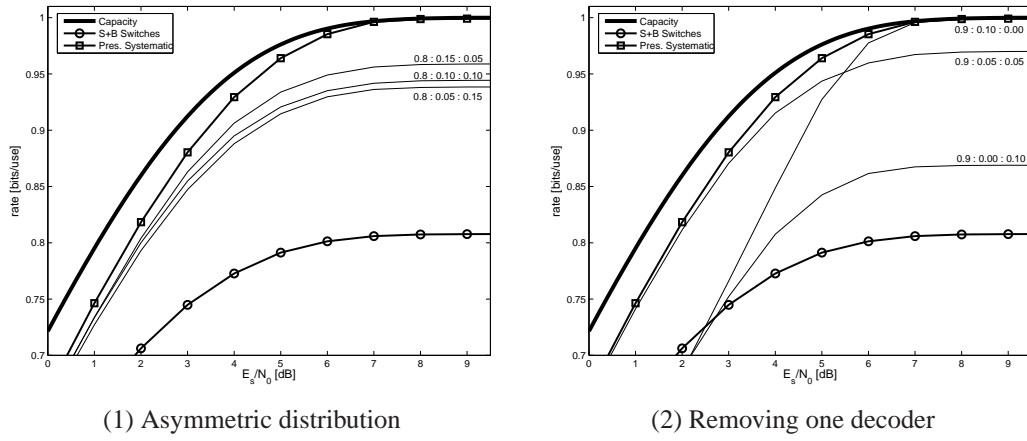 Capacity
S+B Switches
Pres. Systematic
1
0.95
0.9
0.85
0.8
0.75
0.7
rate [bits/use]
0.8 : 0.15 : 0.05
0.8 : 0.10 : 0.10
0.8 : 0.05 : 0.15
0 1 2 3 4 5 6 7 8 9
E_s/N_0 [dB]
(1) Asymmetric distribution
Capacity
S+B Switches
Pres. Systematic
1
0.95
0.9
0.85
0.8
0.75
0.7
rate [bits/use]
0.9 : 0.10 : 0.00
0.9 : 0.05 : 0.05
0.9 : 0.00 : 0.10
0 1 2 3 4 5 6 7 8 9
E_s/N_0 [dB]
(2) Removing one decoder